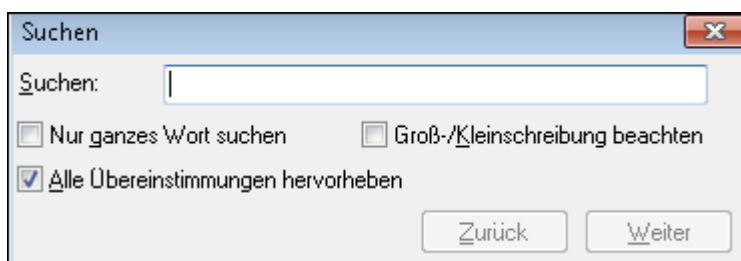 Suchen
Suchen:
Nur ganzes Wort suchen Groß-/Kleinschreibung beachten
Alle Übereinstimmungen hervorheben
Zurück Weiter